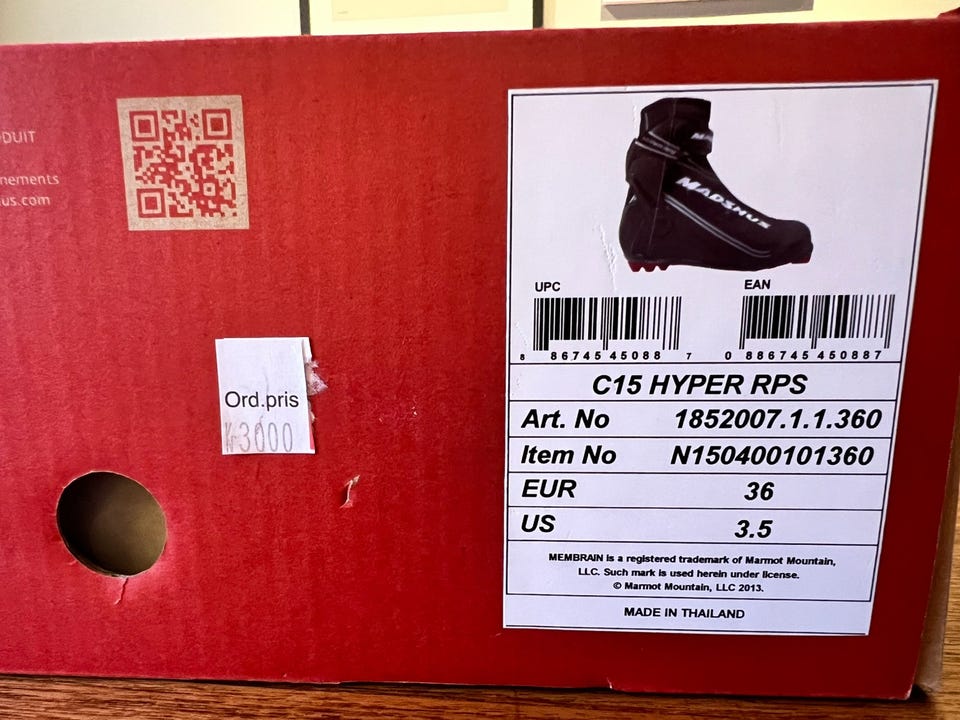 DUIT
nements
us.com
Ord.pris
kr3000
MADSHUS
UPC
EAN
8 86745 45088 7
0 886745 450887
C15 HYPER RPS
Art. No 1852007.1.1.360
Item No N150400101360
EUR 36
US 3.5
MEMBRAIN is a registered trademark of Marmot Mountain,
LLC. Such mark is used herein under license.
© Marmot Mountain, LLC 2013.
MADE IN THAILAND